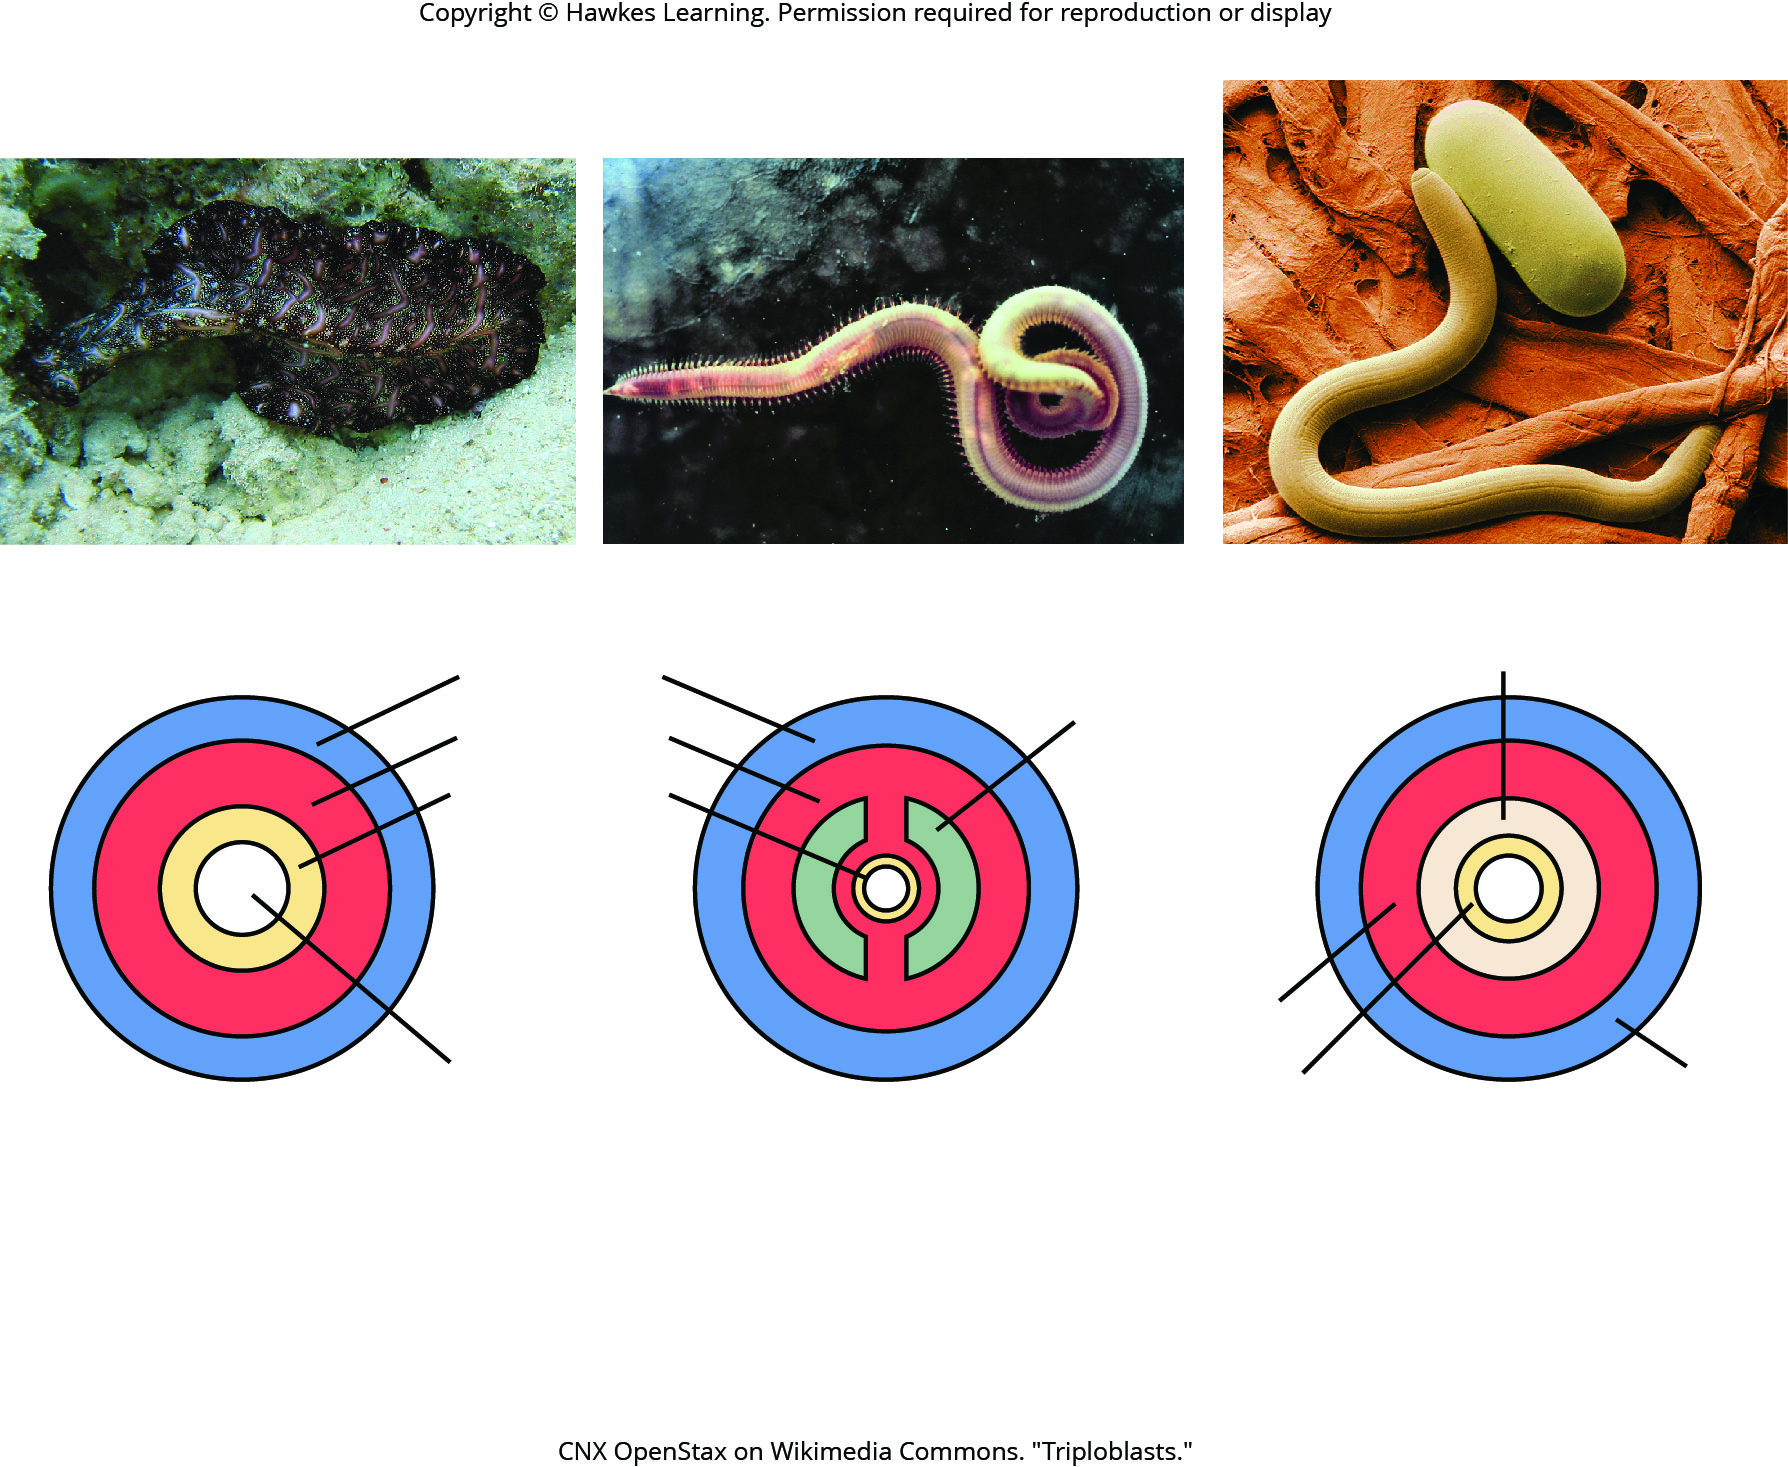 Copyright © Hawkes Learning. Permission required for reproduction or display
CNX OpenStax on Wikimedia Commons. "Triploblasts."